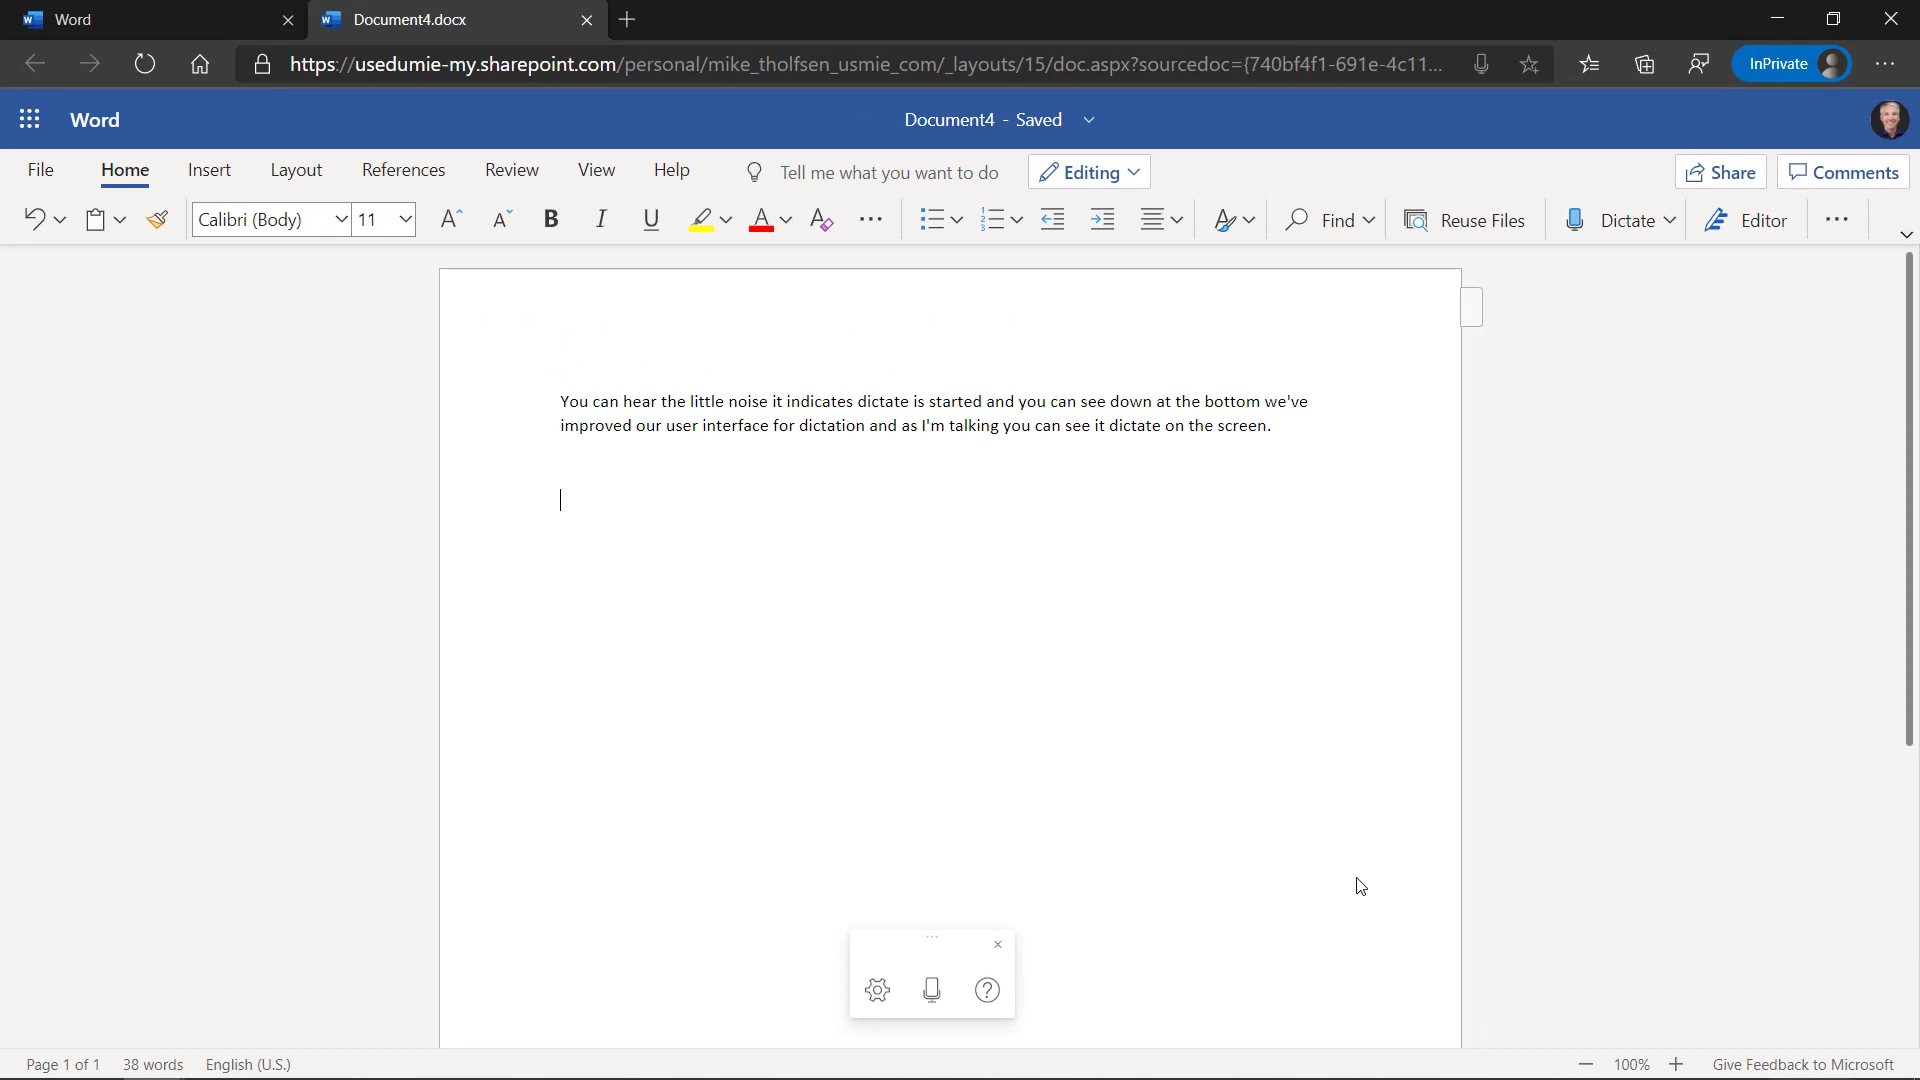 Word
Document4.docx
https://usedumie-my.sharepoint.com/personal/mike_tholfsen_usmie_com/_layouts/15/doc.aspx?sourcedoc={740bf4f1-691e-4c11...
InPrivate
Word
Document4 - Saved
File Home Insert Layout References Review View Help Tell me what you want to do Editing Share Comments
Calibri (Body) 11 Find Reuse Files Dictate Editor
You can hear the little noise it indicates dictate is started and you can see down at the bottom we've
improved our user interface for dictation and as I'm talking you can see it dictate on the screen.
Page 1 of 1 38 words English (U.S.) 100% Give Feedback to Microsoft